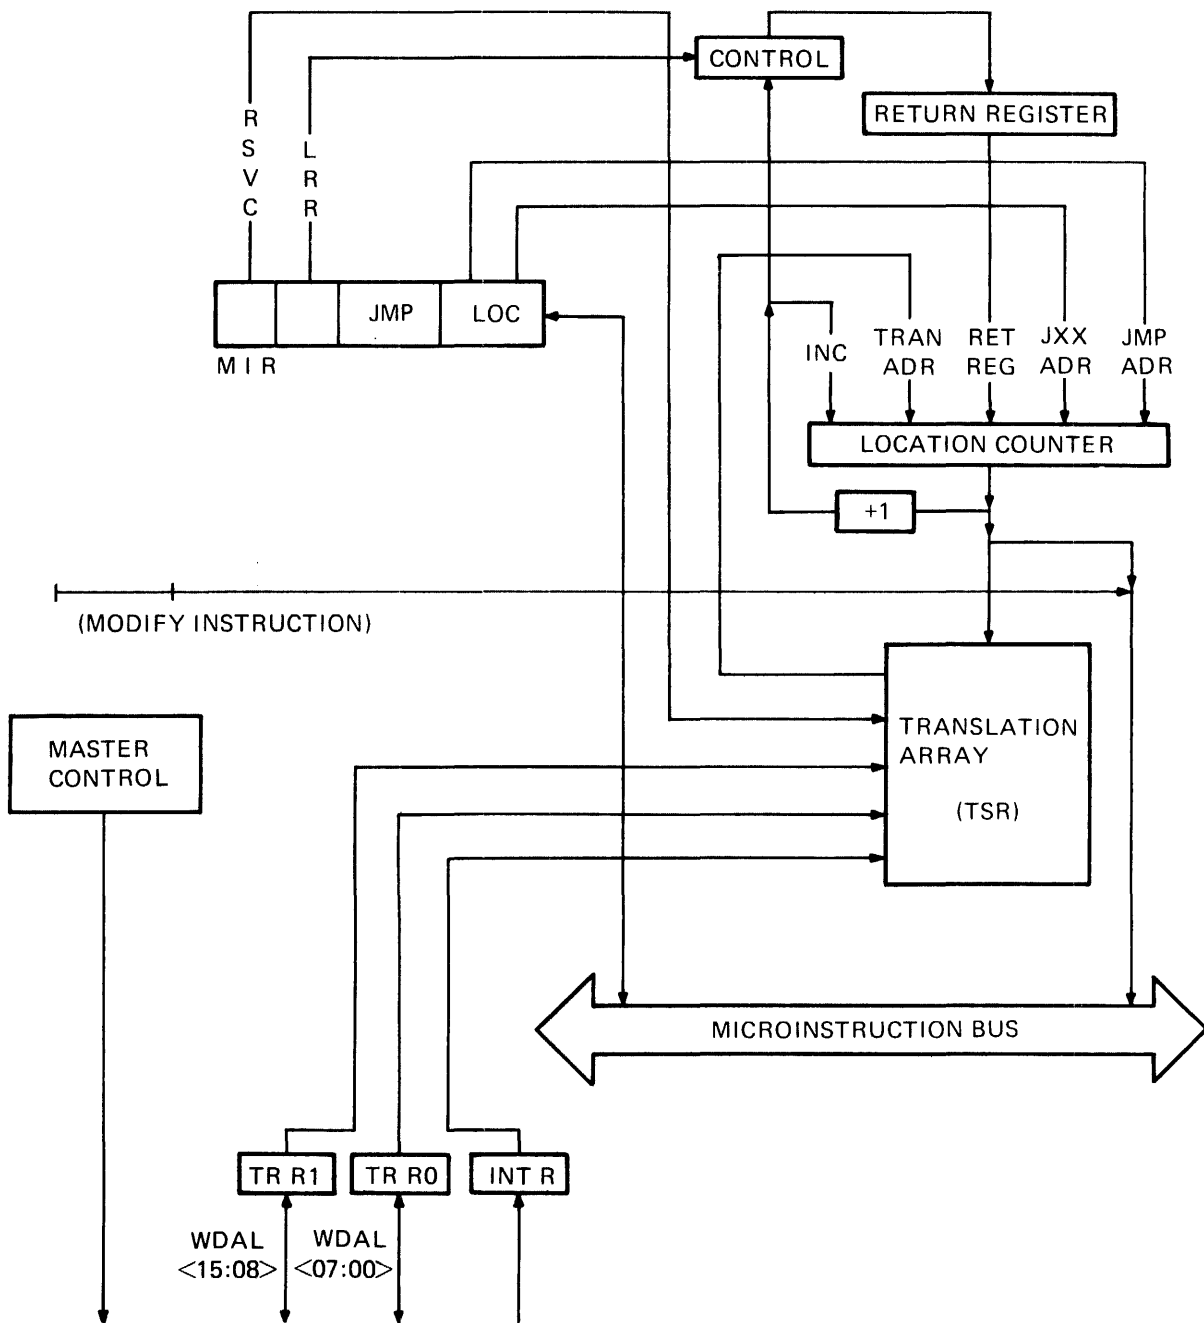 CONTROL
RETURN REGISTER
RSVC
LRR
JMP
LOC
MIR
INC
TRAN
ADR
RET
REG
JXX
ADR
JMP
ADR
LOCATION COUNTER
+1
(MODIFY INSTRUCTION)
MASTER
CONTROL
TRANSLATION
ARRAY
(TSR)
MICROINSTRUCTION BUS
TR R1
TR R0
INT R
WDAL
<15:08>
WDAL
<07:00>